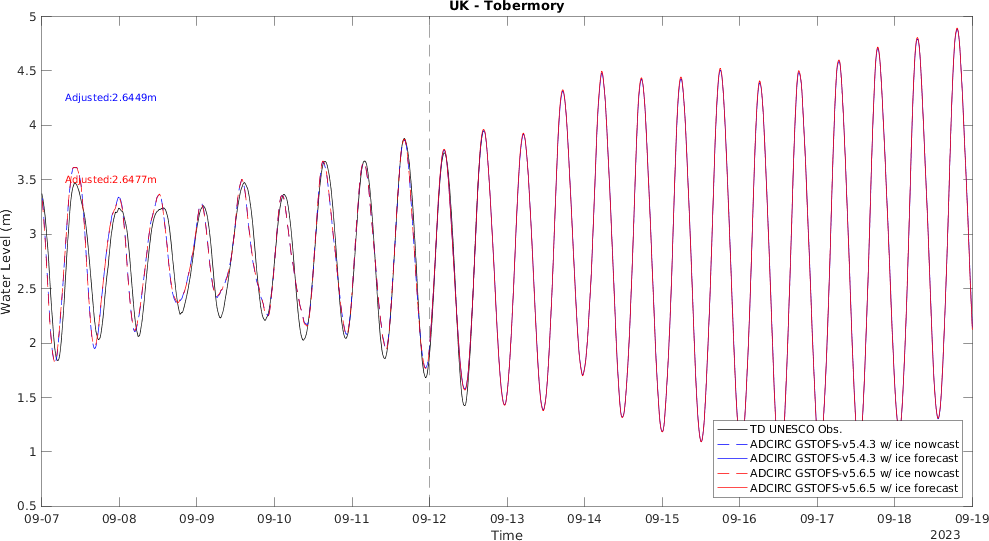 UK - Tobermory
5
4.5
4
3.5
3
2.5
2
1.5
1
0.5
Water Level (m)
Adjusted:2.6449m
Adjusted:2.6477m
TD UNESCO Obs.
ADCIRC GSTOFS-v5.4.3 w/ ice nowcast
ADCIRC GSTOFS-v5.4.3 w/ ice forecast
ADCIRC GSTOFS-v5.6.5 w/ ice nowcast
ADCIRC GSTOFS-v5.6.5 w/ ice forecast
09-07 09-08 09-09 09-10 09-11 09-12 09-13 09-14 09-15 09-16 09-17 09-18 09-19
Time
2023